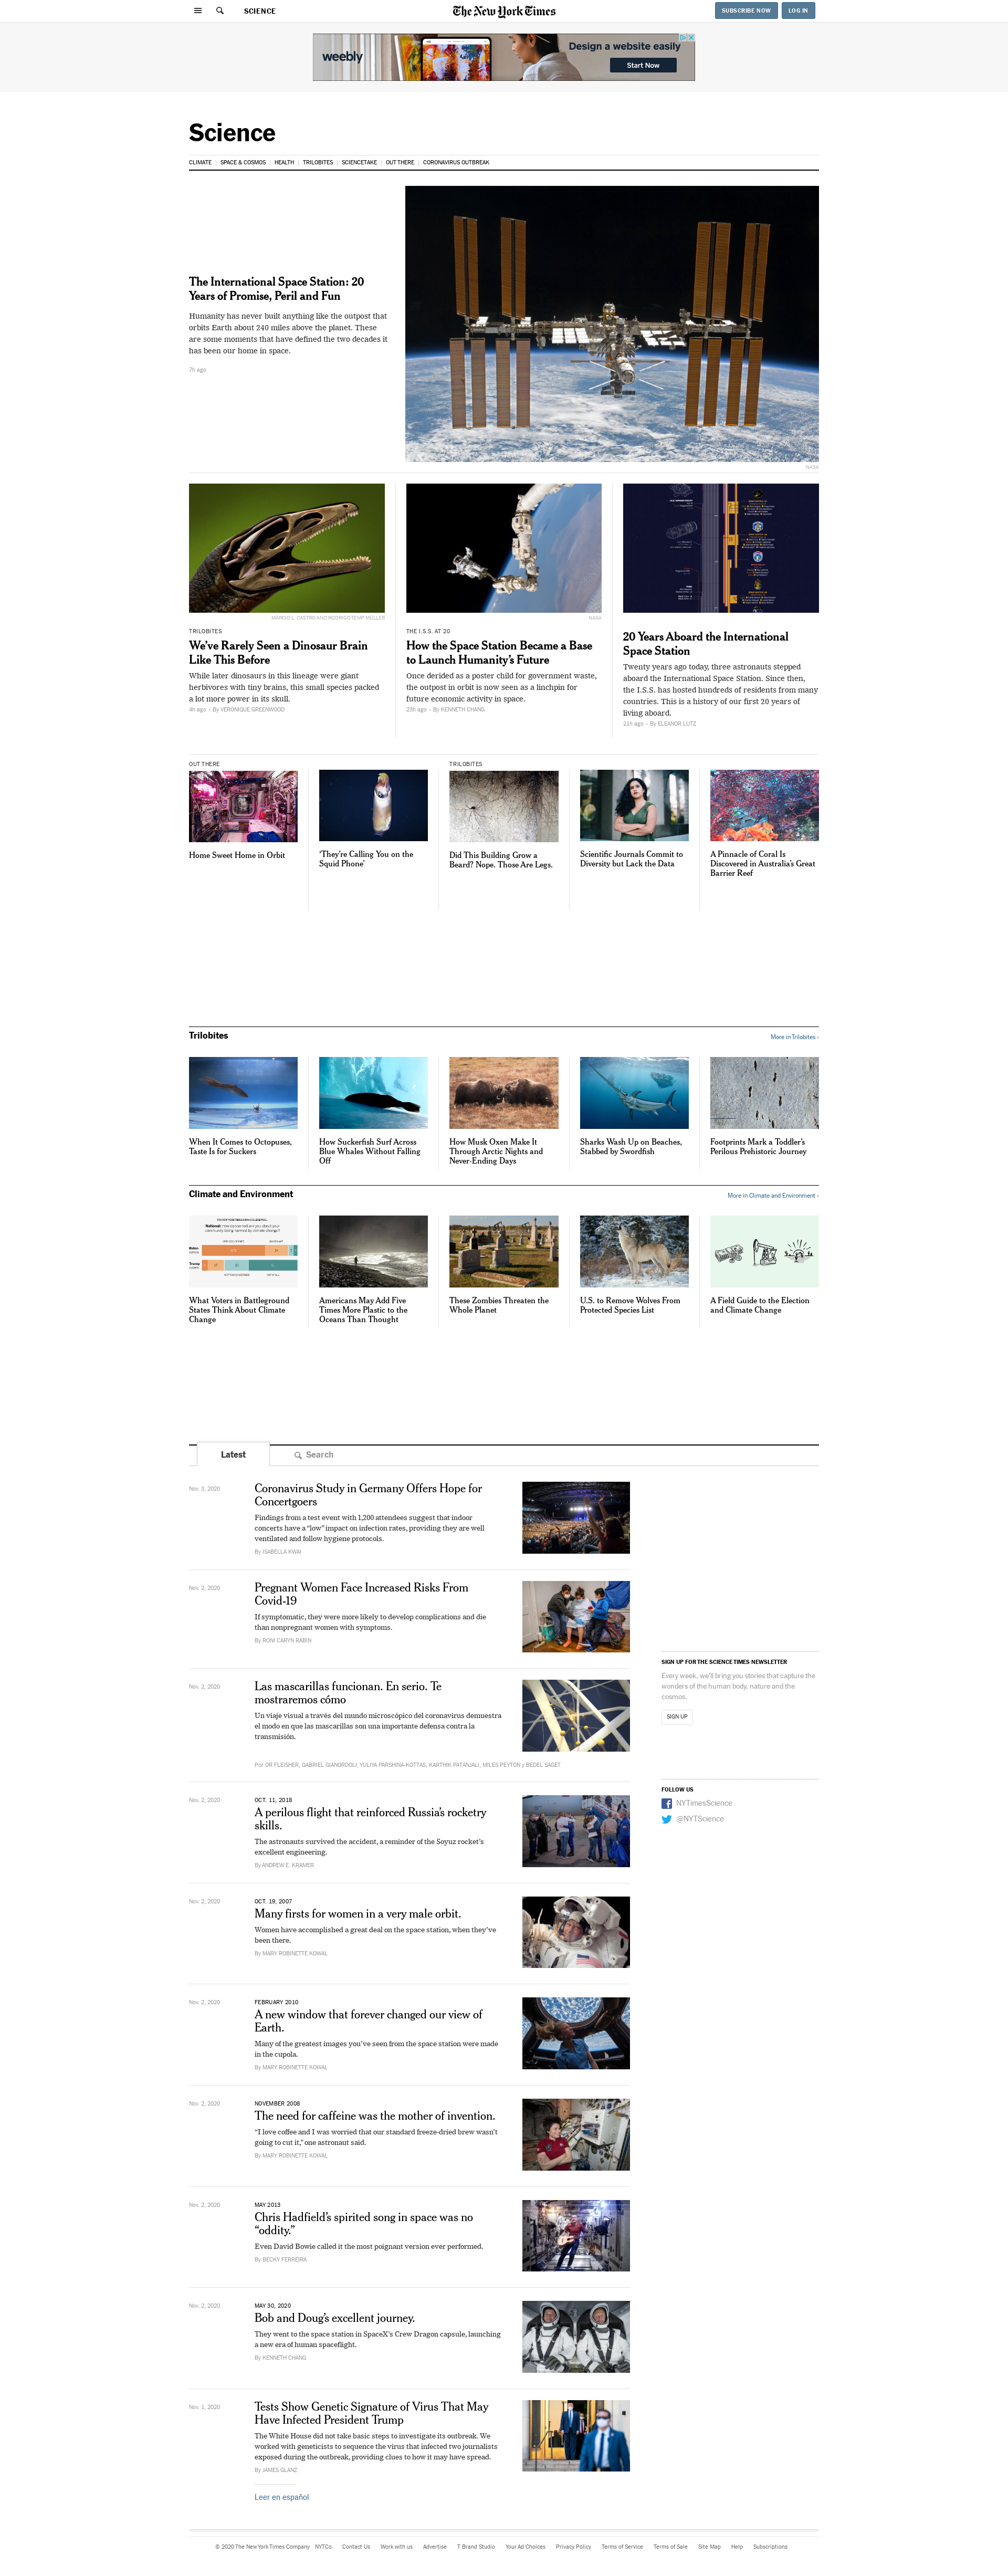 SCIENCE
The New York Times
SUBSCRIBE NOW
LOG IN
weebly
Design a website easily
Start Now
Science
CLIMATE
SPACE & COSMOS
HEALTH
TRILOBITES
SCIENCETAKE
OUT THERE
CORONAVIRUS OUTBREAK
The International Space Station: 20
Years of Promise, Peril and Fun
Humanity has never built anything like the outpost that
orbits Earth about 240 miles above the planet. These
are some moments that have defined the two decades it
has been our home in space.
7h ago
NASA
MÁRCIO L. CASTRO AND RODRIGO TEMP MÜLLER
TRILOBITES
We've Rarely Seen a Dinosaur Brain
Like This Before
While later dinosaurs in this lineage were giant
herbivores with tiny brains, this small species packed
a lot more power in its skull.
4h ago • By VERONIQUE GREENWOOD
NASA
THE I.S.S. AT 20
How the Space Station Became a Base
to Launch Humanity's Future
Once derided as a poster child for government waste,
the outpost in orbit is now seen as a linchpin for
future economic activity in space.
23h ago • By KENNETH CHANG
20 Years Aboard the International
Space Station
Twenty years ago today, three astronauts stepped
aboard the International Space Station. Since then,
the I.S.S. has hosted hundreds of residents from many
countries. This is a history of our first 20 years of
living aboard.
21h ago • By ELEANOR LUTZ
OUT THERE
Home Sweet Home in Orbit
'They're Calling You on the
Squid Phone'
TRILOBITES
Did This Building Grow a
Beard? Nope. Those Are Legs.
Scientific Journals Commit to
Diversity but Lack the Data
A Pinnacle of Coral Is
Discovered in Australia's Great
Barrier Reef
Trilobites
More in Trilobites ›
When It Comes to Octopuses,
Taste Is for Suckers
How Suckerfish Surf Across
Blue Whales Without Falling
Off
How Musk Oxen Make It
Through Arctic Nights and
Never-Ending Days
Sharks Wash Up on Beaches,
Stabbed by Swordfish
Footprints Mark a Toddler's
Perilous Prehistoric Journey
Climate and Environment
More in Climate and Environment ›
What Voters in Battleground
States Think About Climate
Change
Americans May Add Five
Times More Plastic to the
Oceans Than Thought
These Zombies Threaten the
Whole Planet
U.S. to Remove Wolves From
Protected Species List
A Field Guide to the Election
and Climate Change
Latest
Search
Nov. 3, 2020
Coronavirus Study in Germany Offers Hope for
Concertgoers
Findings from a test event with 1,200 attendees suggest that indoor
concerts have a "low" impact on infection rates, providing they are well
ventilated and follow hygiene protocols.
By ISABELLA KWAI
Nov. 2, 2020
Pregnant Women Face Increased Risks From
Covid-19
If symptomatic, they were more likely to develop complications and die
than nonpregnant women with symptoms.
By RONI CARYN RABIN
Nov. 2, 2020
Las mascarillas funcionan. En serio. Te
mostraremos cómo
Un viaje visual a través del mundo microscópico del coronavirus demuestra
el modo en que las mascarillas son una importante defensa contra la
transmisión.
Por OR FLEISHER, GABRIEL GIANORDOLI, YULIYA PARSHINA-KOTTAS, KARTHIK PATANJALI, MILES PEYTON y BEDEL SAGET
Nov. 2, 2020
OCT. 11, 2018
A perilous flight that reinforced Russia's rocketry
skills.
The astronauts survived the accident, a reminder of the Soyuz rocket's
excellent engineering.
By ANDREW E. KRAMER
Nov. 2, 2020
OCT. 19, 2007
Many firsts for women in a very male orbit.
Women have accomplished a great deal on the space station, when they've
been there.
By MARY ROBINETTE KOWAL
Nov. 2, 2020
FEBRUARY 2010
A new window that forever changed our view of
Earth.
Many of the greatest images you've seen from the space station were made
in the cupola.
By MARY ROBINETTE KOWAL
Nov. 2, 2020
NOVEMBER 2008
The need for caffeine was the mother of invention.
"I love coffee and I was worried that our standard freeze-dried brew wasn't
going to cut it," one astronaut said.
By MARY ROBINETTE KOWAL
Nov. 2, 2020
MAY 2013
Chris Hadfield's spirited song in space was no
"oddity."
Even David Bowie called it the most poignant version ever performed.
By BECKY FERREIRA
Nov. 2, 2020
MAY 30, 2020
Bob and Doug's excellent journey.
They went to the space station in SpaceX's Crew Dragon capsule, launching
a new era of human spaceflight.
By KENNETH CHANG
Nov. 1, 2020
Tests Show Genetic Signature of Virus That May
Have Infected President Trump
The White House did not take basic steps to investigate its outbreak. We
worked with geneticists to sequence the virus that infected two journalists
exposed during the outbreak, providing clues to how it may have spread.
By JAMES GLANZ
Leer en español
SIGN UP FOR THE SCIENCE TIMES NEWSLETTER
Every week, we'll bring you stories that capture the
wonders of the human body, nature and the
cosmos.
SIGN UP
FOLLOW US
NYTimesScience
@NYTScience
© 2020 The New York Times Company NYTCo Contact Us Work with us Advertise T Brand Studio Your Ad Choices Privacy Policy Terms of Service Terms of Sale Site Map Help Subscriptions